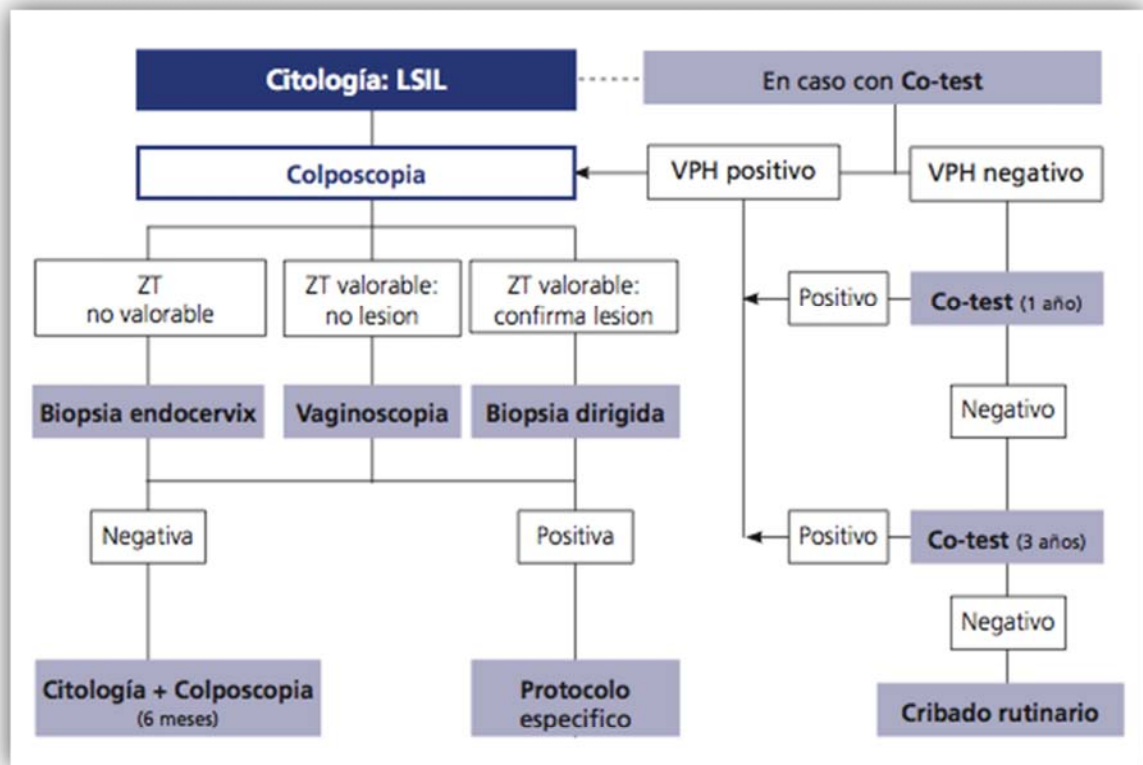 Citología: LSIL
En caso con Co-test
Colposcopia
VPH positivo
VPH negativo
ZT
no valorable
ZT valorable:
no lesion
ZT valorable:
confirma lesion
Positivo
Co-test (1 año)
Biopsia endocervix
Vaginoscopia
Biopsia dirigida
Negativo
Negativa
Positiva
Positivo
Co-test (3 años)
Negativo
Citología + Colposcopia
(6 meses)
Protocolo
especifico
Cribado rutinario